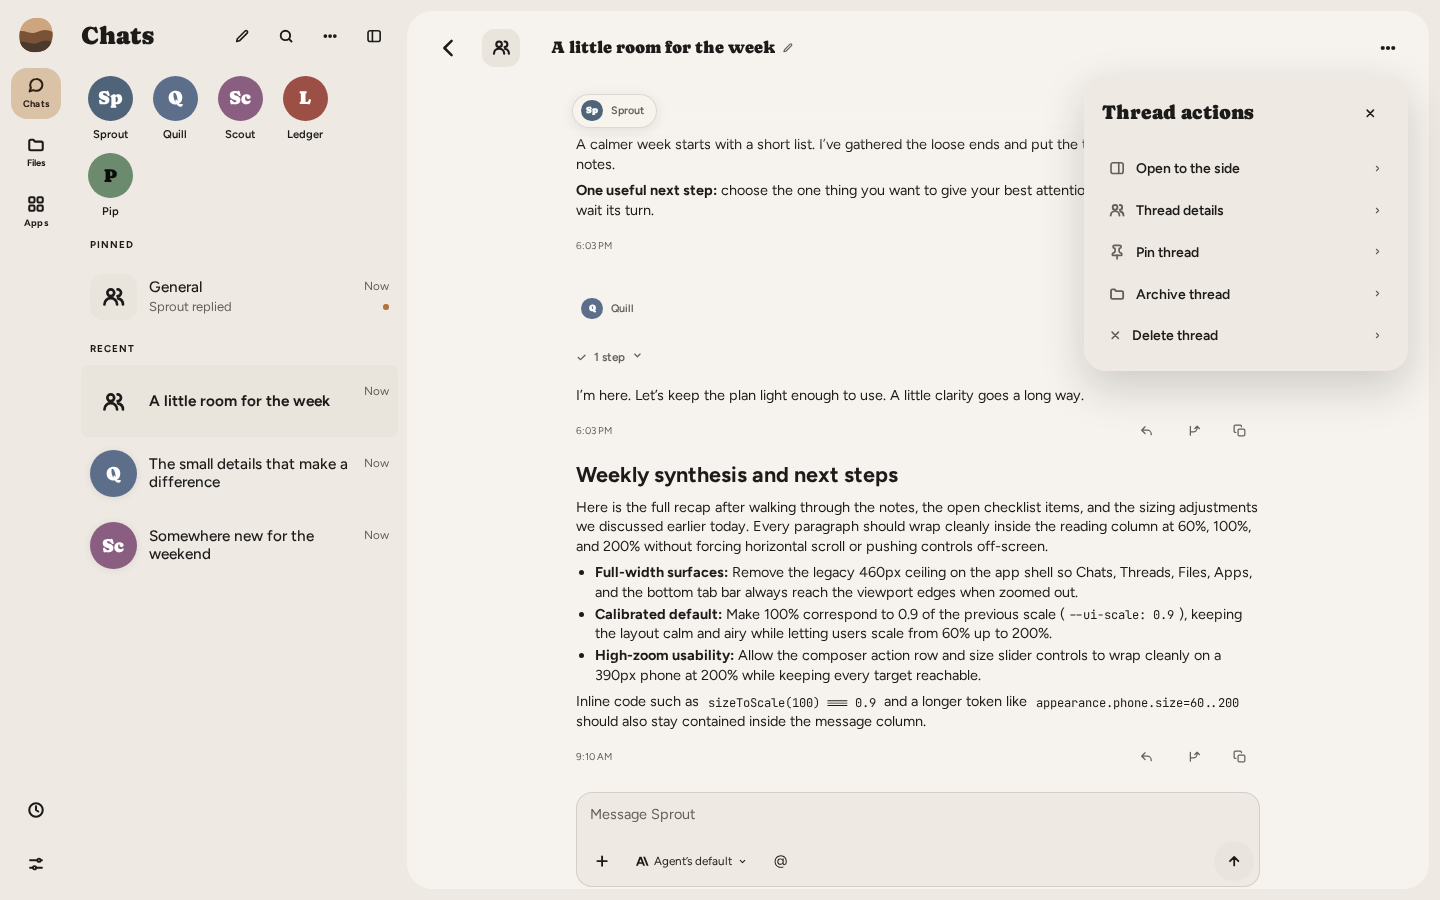 Chats
Chats
Files
Apps
Sp
Sprout
Q
Quill
Sc
Scout
L
Ledger
P
Pip
PINNED
General
Now
Sprout replied
RECENT
A little room for the week
Now
Q
The small details that make a
difference
Now
Sc
Somewhere new for the
weekend
Now
A little room for the week
Sp
Sprout
A calmer week starts with a short list. I’ve gathered the loose ends and put the
notes.
One useful next step: choose the one thing you want to give your best attentio
wait its turn.
6:03 PM
Q
Quill
1 step
I’m here. Let’s keep the plan light enough to use. A little clarity goes a long way.
6:03 PM
Weekly synthesis and next steps
Here is the full recap after walking through the notes, the open checklist items, and the sizing adjustments
we discussed earlier today. Every paragraph should wrap cleanly inside the reading column at 60%, 100%,
and 200% without forcing horizontal scroll or pushing controls off-screen.
• Full-width surfaces: Remove the legacy 460px ceiling on the app shell so Chats, Threads, Files, Apps,
and the bottom tab bar always reach the viewport edges when zoomed out.
• Calibrated default: Make 100% correspond to 0.9 of the previous scale ( --ui-scale: 0.9 ), keeping
the layout calm and airy while letting users scale from 60% up to 200%.
• High-zoom usability: Allow the composer action row and size slider controls to wrap cleanly on a
390px phone at 200% while keeping every target reachable.
Inline code such as sizeToScale(100) === 0.9 and a longer token like appearance.phone.size=60..200
should also stay contained inside the message column.
9:10 AM
Message Sprout
Agent’s default
@
Thread actions
Open to the side
Thread details
Pin thread
Archive thread
Delete thread